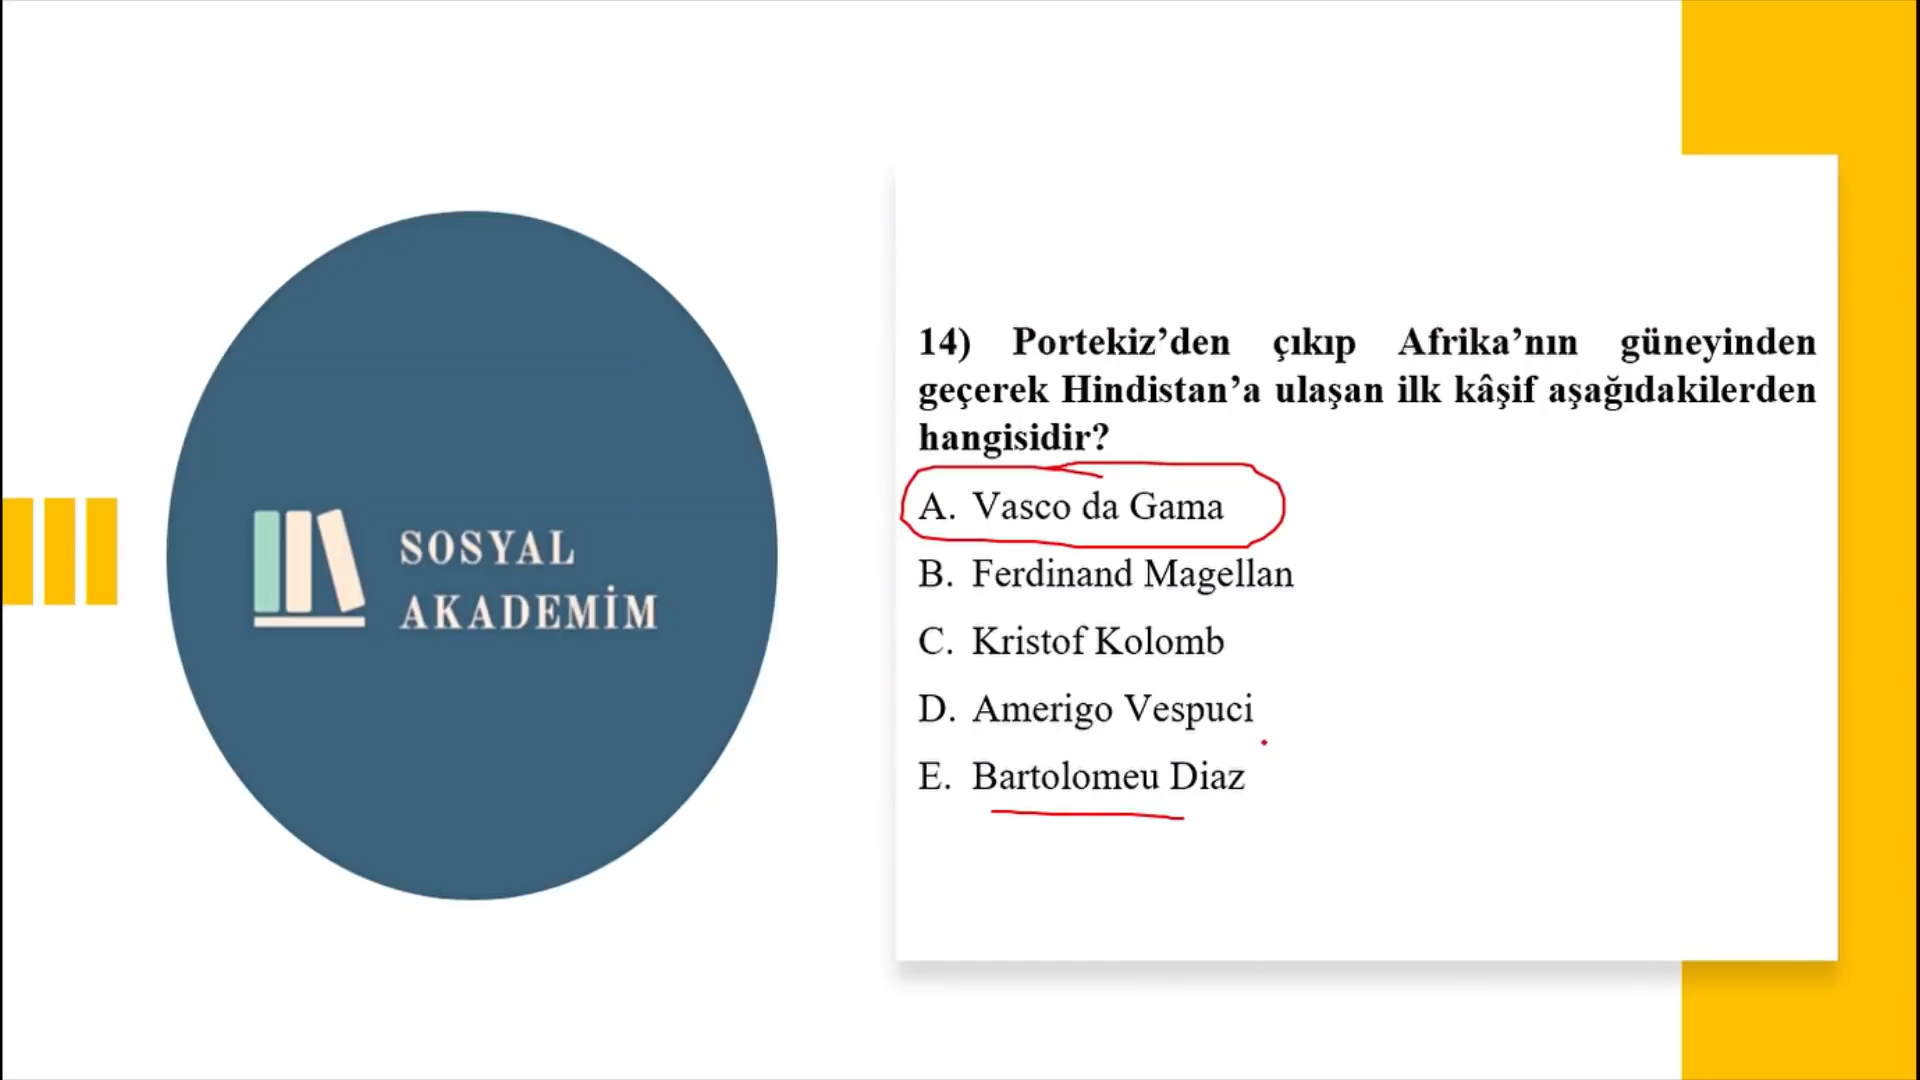 SOSYAL
AKADEMİM
14) Portekiz’den çıkıp Afrika’nın güneyinden
geçerek Hindistan’a ulaşan ilk kâşif aşağıdakilerden
hangisidir?
A. Vasco da Gama
B. Ferdinand Magellan
C. Kristof Kolomb
D. Amerigo Vespuci
E. Bartolomeu Diaz